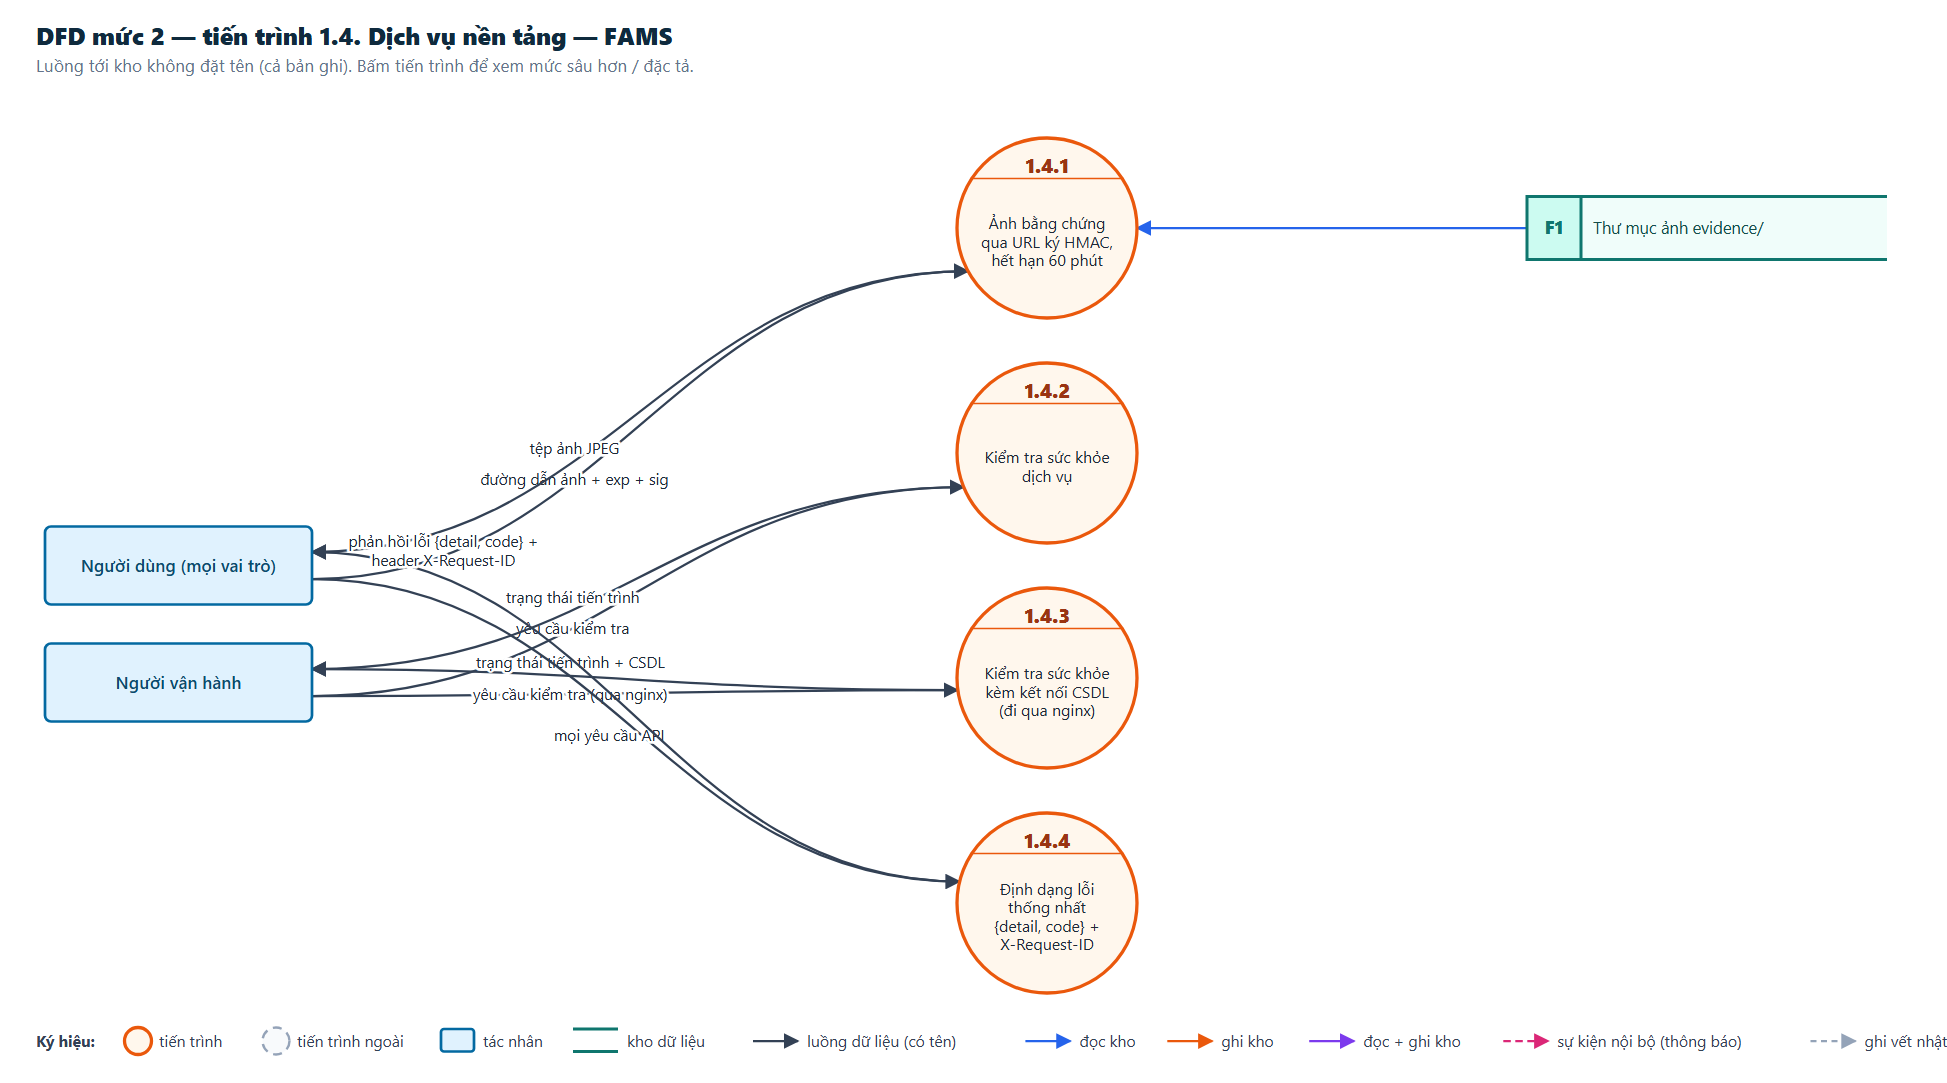 DFD mức 2 — tiến trình 1.4. Dịch vụ nền tảng — FAMS
Luồng tới kho không đặt tên (cả bản ghi). Bấm tiến trình để xem mức sâu hơn / đặc tả.
1.4.1
Ảnh bằng chứng
qua URL ký HMAC,
hết hạn 60 phút
F1
Thư mục ảnh evidence/
1.4.2
Kiểm tra sức khỏe
dịch vụ
tệp ảnh JPEG
đường dẫn ảnh + exp + sig
phản hồi lỗi {detail, code} +
header X-Request-ID
Người dùng (mọi vai trò)
trạng thái tiến trình
yêu cầu kiểm tra
trạng thái tiến trình + CSDL
Người vận hành
yêu cầu kiểm tra (qua nginx)
mọi yêu cầu API
1.4.3
Kiểm tra sức khỏe
kèm kết nối CSDL
(đi qua nginx)
1.4.4
Định dạng lỗi
thống nhất
{detail, code} +
X-Request-ID
Ký hiệu:
tiến trình
tiến trình ngoài
tác nhân
kho dữ liệu
luồng dữ liệu (có tên)
đọc kho
ghi kho
đọc + ghi kho
sự kiện nội bộ (thông báo)
ghi vết nhật